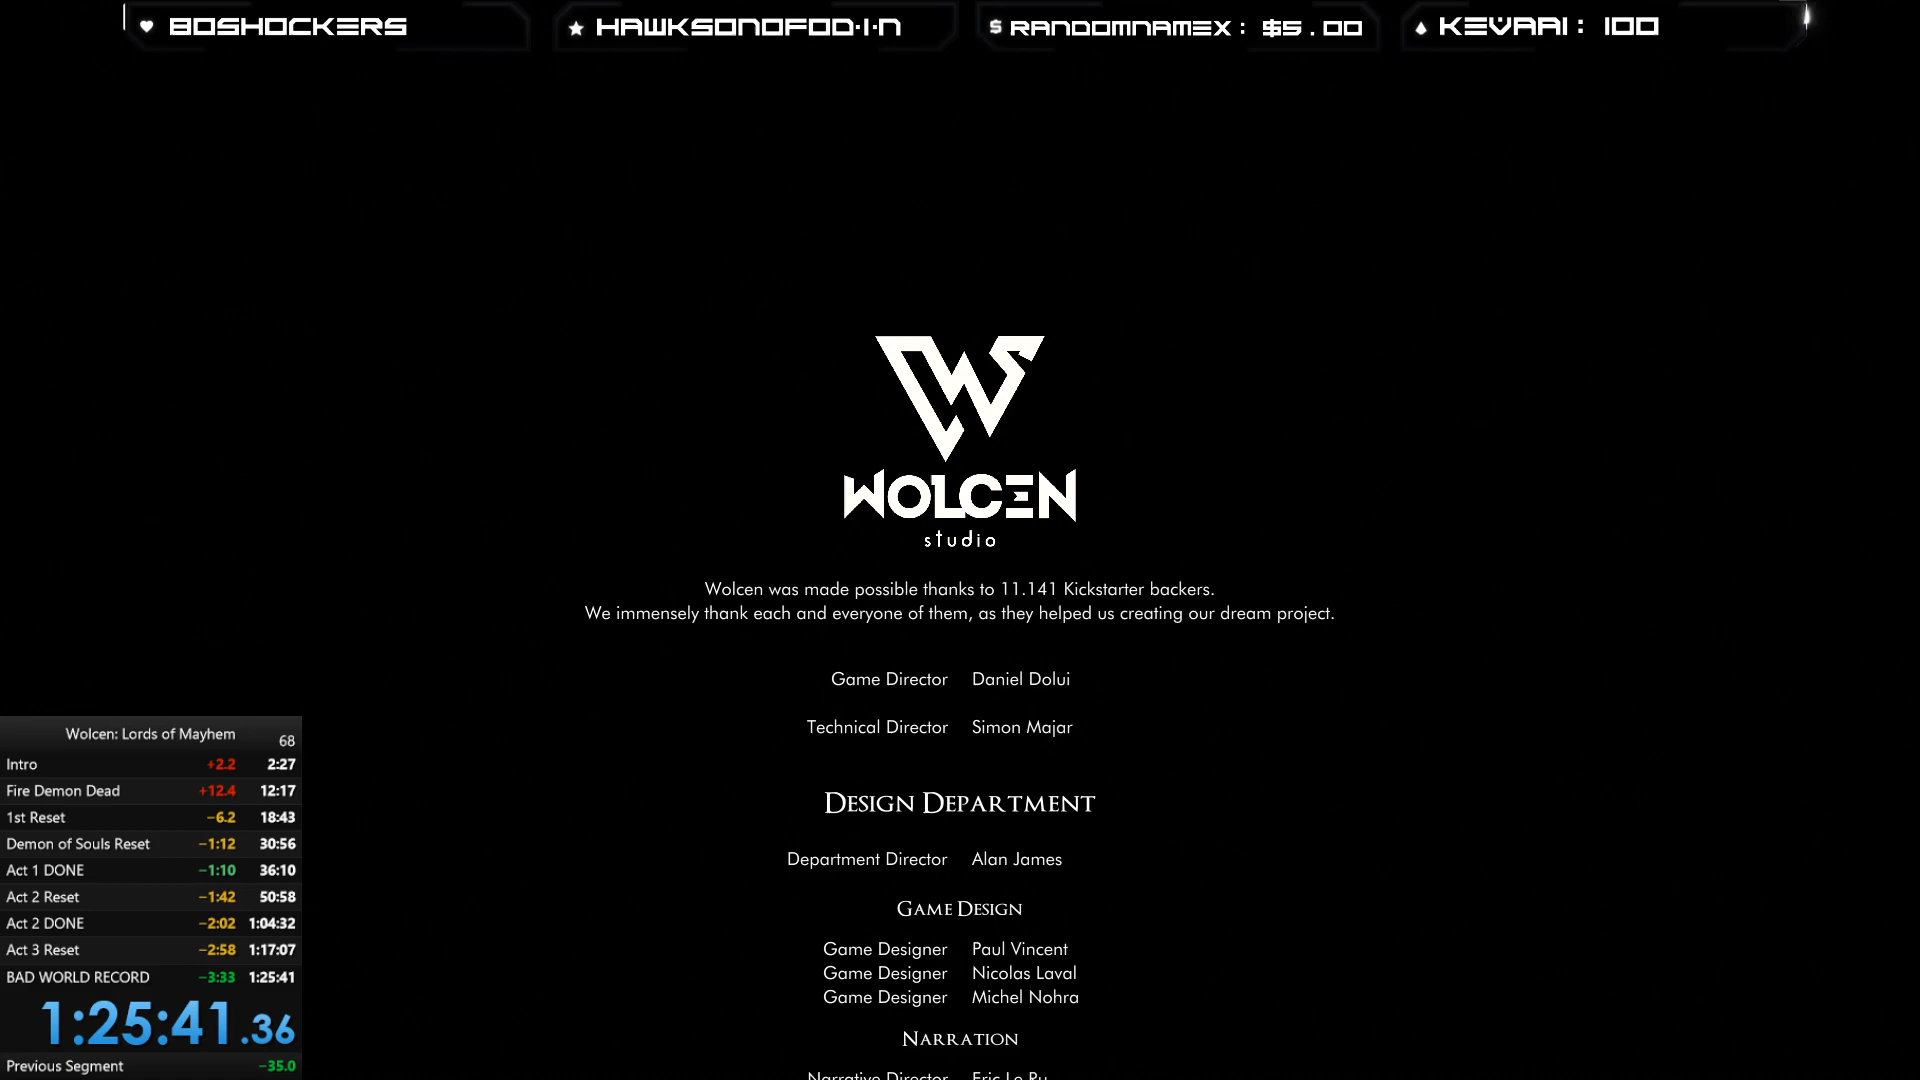 BOSHOCKERS
HAWKSONOFOD·I·N
$ RANDOMNAMEX: $5.00
KEVAAI: 100
WOLCEN
studio
Wolcen was made possible thanks to 11.141 Kickstarter backers.
We immensely thank each and everyone of them, as they helped us creating our dream project.
Game Director Daniel Dolui
Technical Director Simon Majar
DESIGN DEPARTMENT
Department Director Alan James
GAME DESIGN
Game Designer Paul Vincent
Game Designer Nicolas Laval
Game Designer Michel Nohra
NARRATION
Narrative Director Eric Le Ru
Wolcen: Lords of Mayhem
68
Intro +2.2 2:27
Fire Demon Dead +12.4 12:17
1st Reset −6.2 18:43
Demon of Souls Reset −1:12 30:56
Act 1 DONE −1:10 36:10
Act 2 Reset −1:42 50:58
Act 2 DONE −2:02 1:04:32
Act 3 Reset −2:58 1:17:07
BAD WORLD RECORD −3:33 1:25:41
1:25:41.36
Previous Segment −35.0